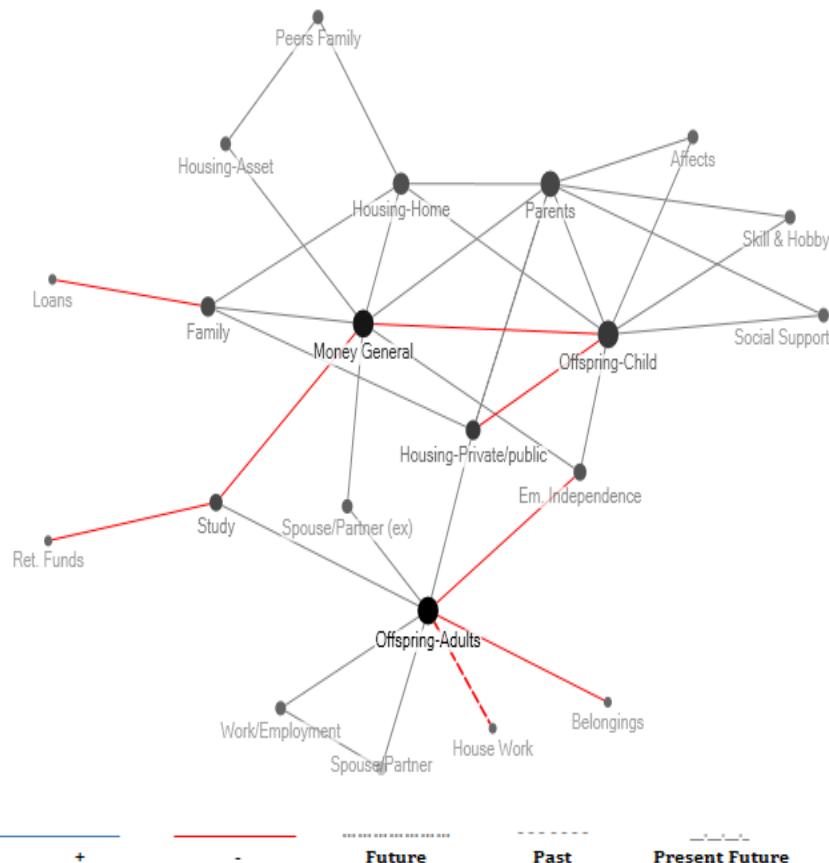 Peers Family
Housing-Asset
Affects
Housing-Home
Parents
Skill & Hobby
Loans
Family
Money General
Social Support
Offspring-Child
Housing-Private/public
Em. Independence
Study
Spouse/Partner (ex)
Ret. Funds
Offspring-Adults
Belongings
Work/Employment
House Work
Spouse/Partner
+ - Future Past Present Future